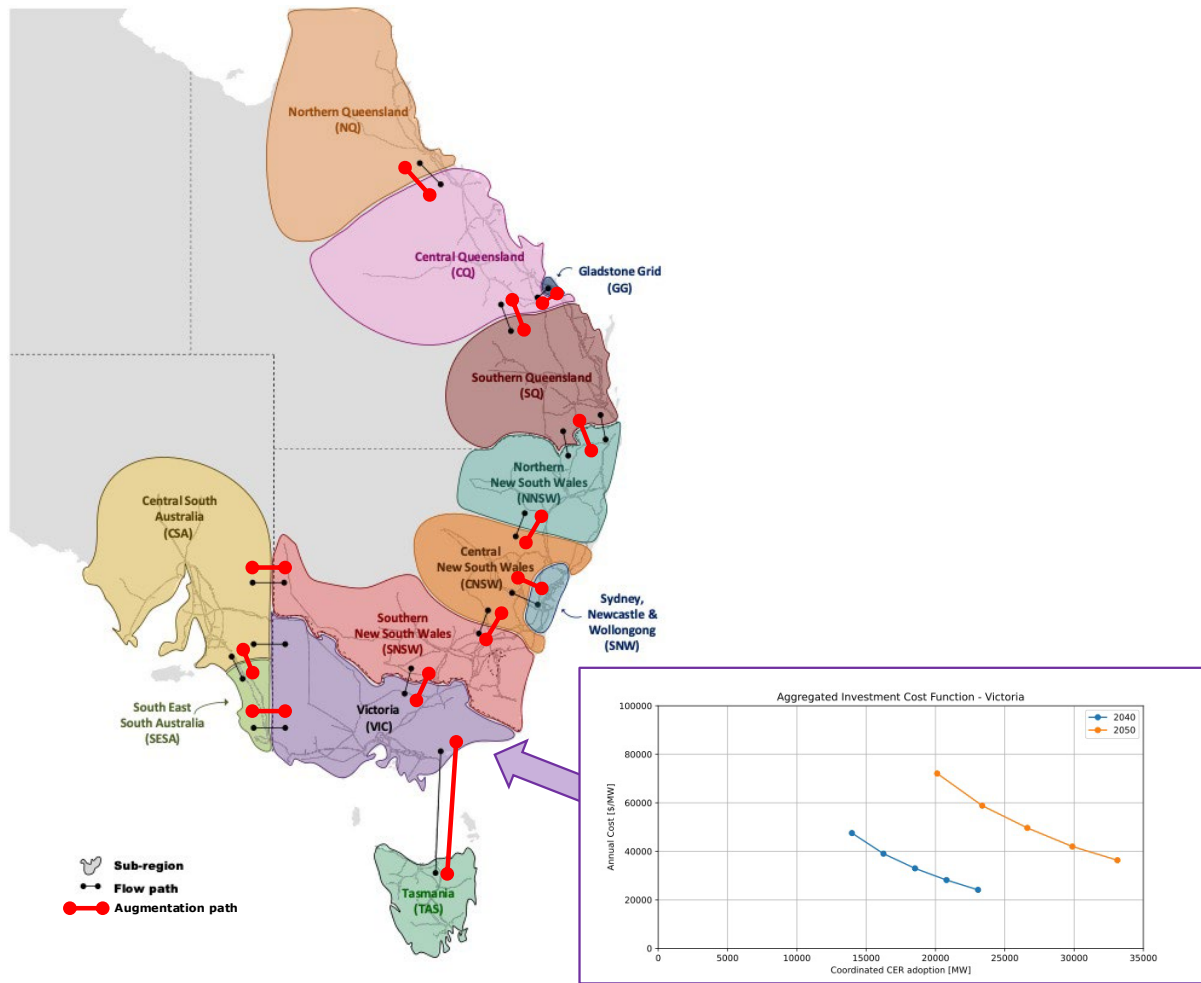 Northern Queensland
(NQ)
Central Queensland
(CQ)
Gladstone Grid
(GG)
Southern Queensland
(SQ)
Northern
New South Wales
(NNSW)
Central South
Australia
(CSA)
Central
New South Wales
(CNSW)
Sydney,
Newcastle &
Wollongong
(SNW)
Southern
New South Wales
(SNSW)
South East
South Australia
(SESA)
Victoria
(VIC)
Tasmania
(TAS)
Sub-region
Flow path
Augmentation path
Aggregated Investment Cost Function - Victoria
2040
2050
Annual Cost [$/MW]
100000
80000
60000
40000
20000
0
0 5000 10000 15000 20000 25000 30000 35000
Coordinated CER adoption [MW]